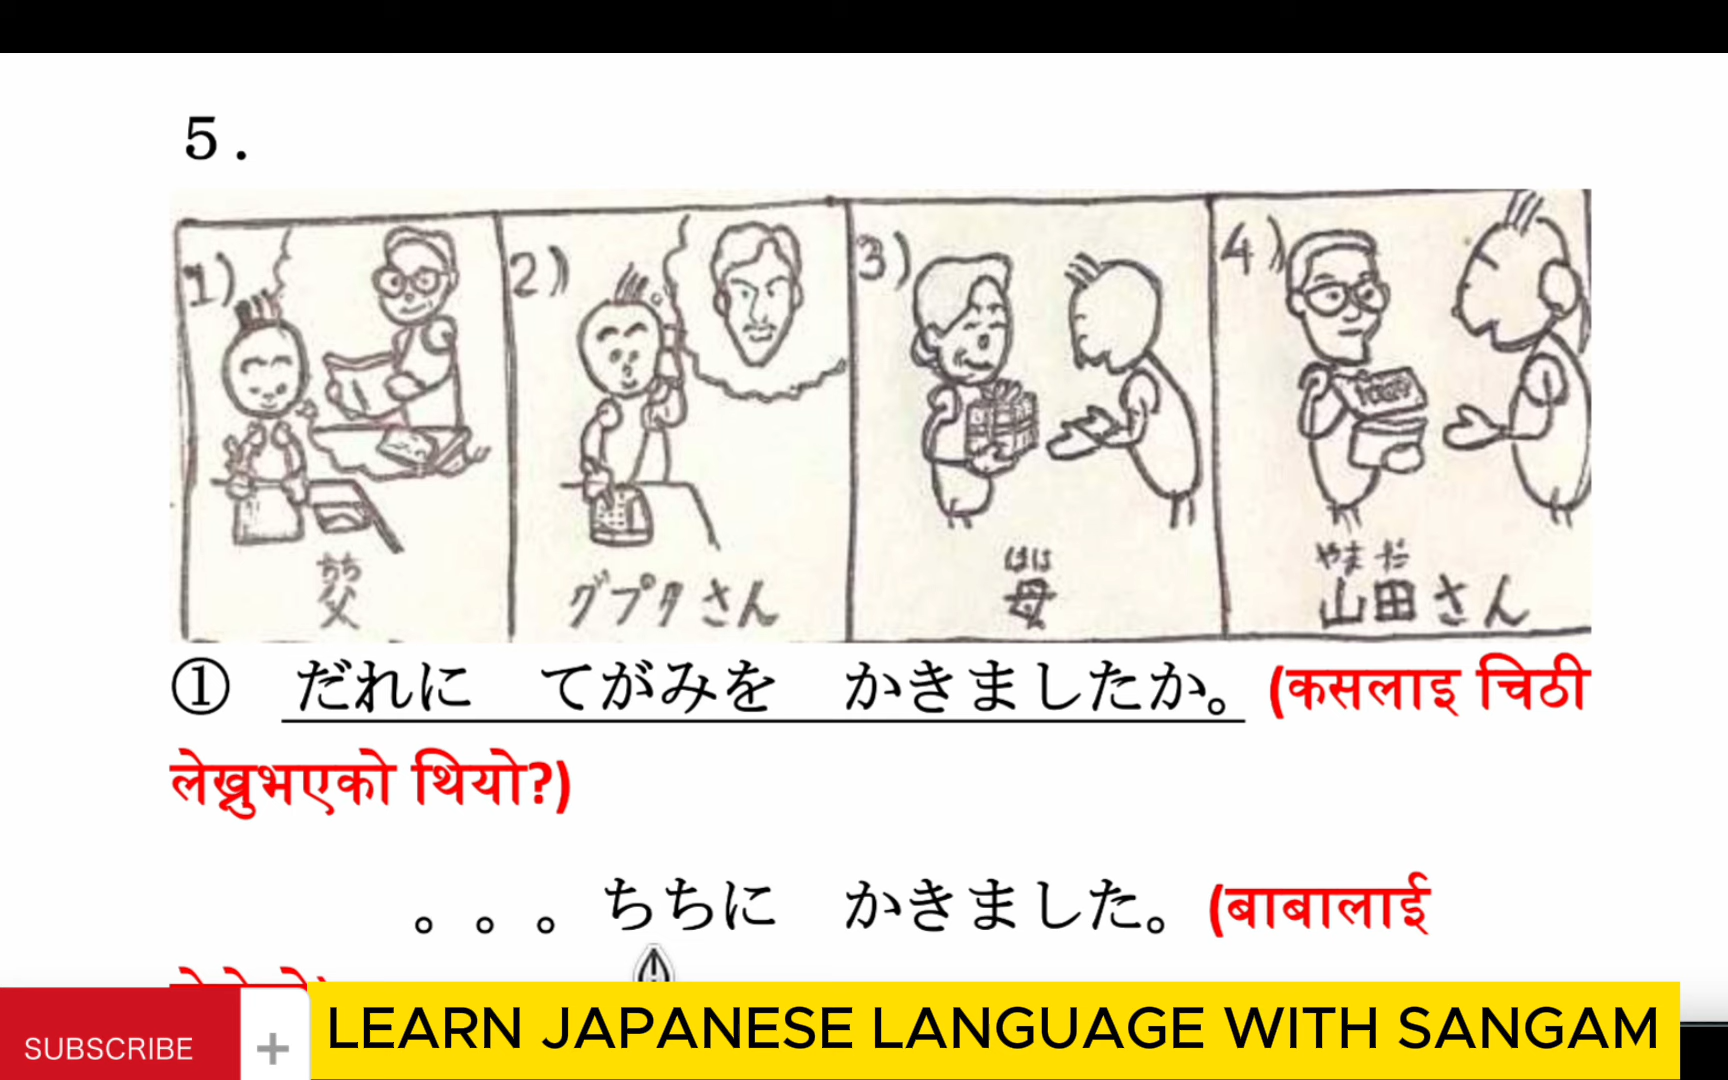 5.
1) 2) 3) 4)
ちち はは やま だ
父 グプタさん 母 山田さん
① だれに てがみを かきましたか。 (कसलाइ चिठी
लेख्नुभएको थियो?)
。。。ちちに かきました。 (बाबालाई
SUBSCRIBE + LEARN JAPANESE LANGUAGE WITH SANGAM